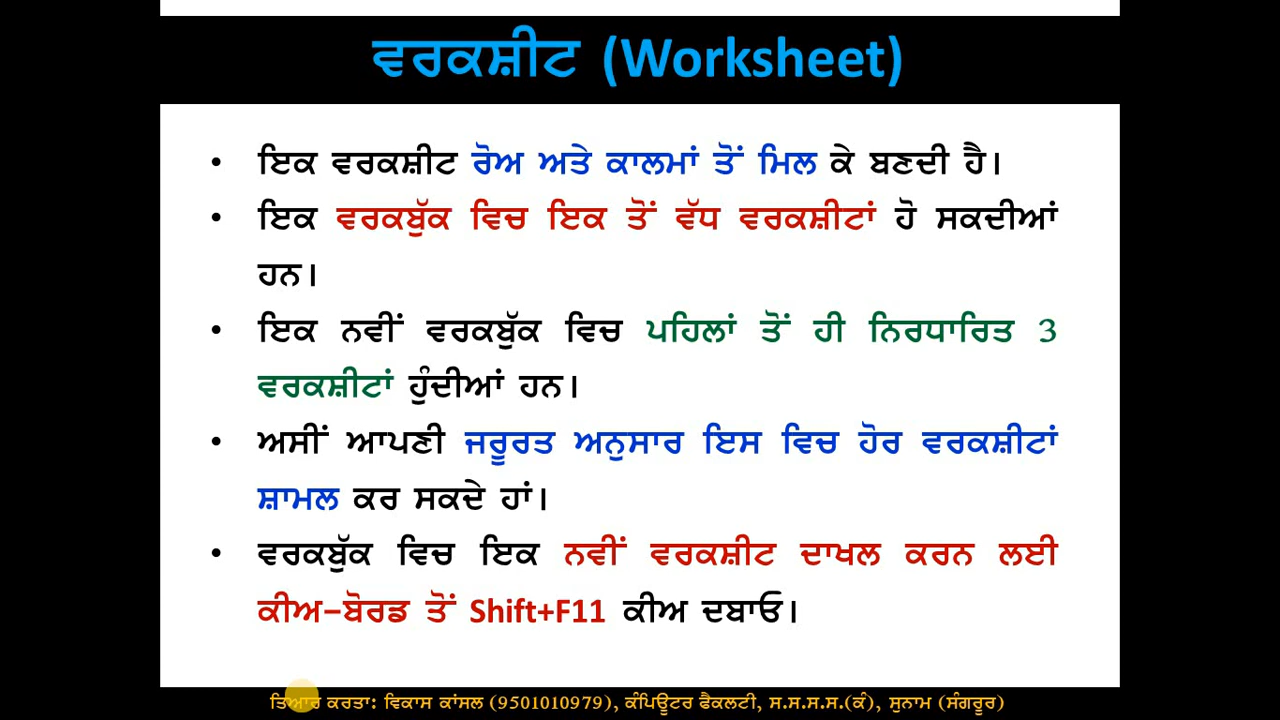 ਵਰਕਸ਼ੀਟ (Worksheet)
• ਇਕ ਵਰਕਸ਼ੀਟ ਰੋਅ ਅਤੇ ਕਾਲਮਾਂ ਤੋਂ ਮਿਲ ਕੇ ਬਣਦੀ ਹੈ।
• ਇਕ ਵਰਕਬੁੱਕ ਵਿਚ ਇਕ ਤੋਂ ਵੱਧ ਵਰਕਸ਼ੀਟਾਂ ਹੋ ਸਕਦੀਆਂ
ਹਨ।
• ਇਕ ਨਵੀਂ ਵਰਕਬੁੱਕ ਵਿਚ ਪਹਿਲਾਂ ਤੋਂ ਹੀ ਨਿਰਧਾਰਿਤ 3
ਵਰਕਸ਼ੀਟਾਂ ਹੁੰਦੀਆਂ ਹਨ।
• ਅਸੀਂ ਆਪਣੀ ਜਰੂਰਤ ਅਨੁਸਾਰ ਇਸ ਵਿਚ ਹੋਰ ਵਰਕਸ਼ੀਟਾਂ
ਸ਼ਾਮਲ ਕਰ ਸਕਦੇ ਹਾਂ।
• ਵਰਕਬੁੱਕ ਵਿਚ ਇਕ ਨਵੀਂ ਵਰਕਸ਼ੀਟ ਦਾਖਲ ਕਰਨ ਲਈ
ਕੀਅ-ਬੋਰਡ ਤੋਂ Shift+F11 ਕੀਅ ਦਬਾਓ।
ਤਿਆਰ ਕਰਤਾ: ਵਿਕਾਸ ਕਾਂਸਲ (9501010979), ਕੰਪਿਊਟਰ ਫੈਕਲਟੀ, ਸ.ਸ.ਸ.ਸ.(ਕੰ), ਸੁਨਾਮ (ਸੰਗਰੂਰ)